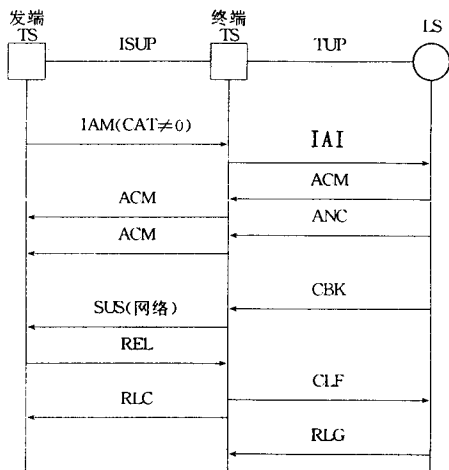 发端 终端 LS
TS ISUP TS TUP
IAM(CAT≠0)
IAI
ACM
ACM
ANC
ACM
CBK
SUS(网络)
REL
CLF
RLC
RLG